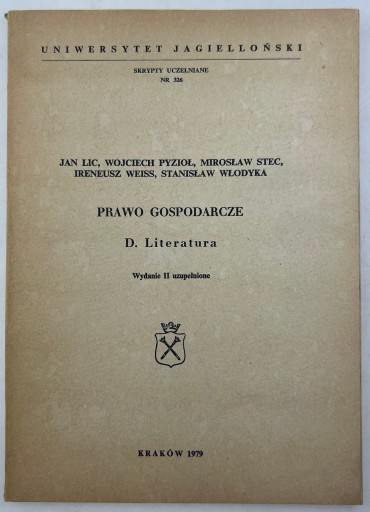 UNIWERSYTET JAGIELLOŃSKI
SKRYPTY UCZELNIANE
NR 326
JAN LIC, WOJCIECH PYZIOŁ, MIROSŁAW STEC,
IRENEUSZ WEISS, STANISŁAW WŁODYKA
PRAWO GOSPODARCZE
D. Literatura
Wydanie II uzupełnione
KRAKÓW 1979